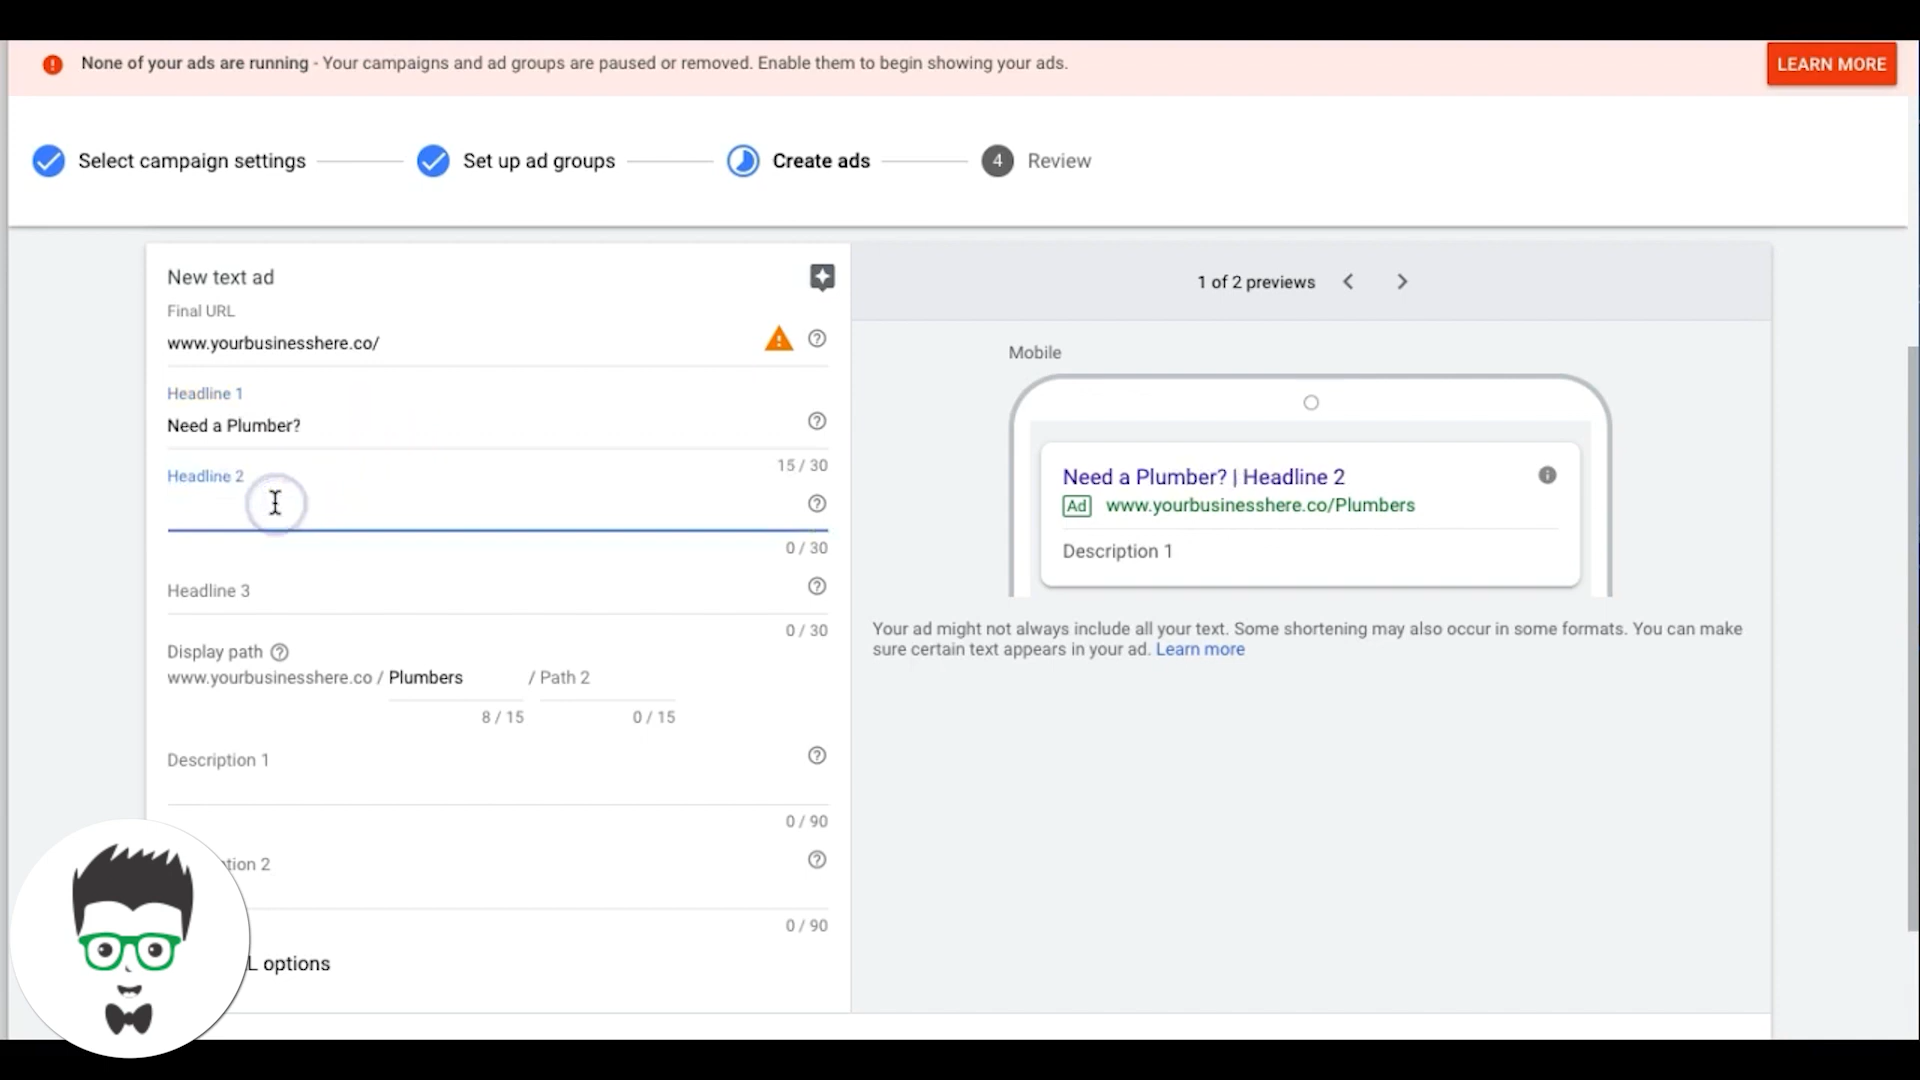 None of your ads are running - Your campaigns and ad groups are paused or removed. Enable them to begin showing your ads.
LEARN MORE
Select campaign settings
Set up ad groups
Create ads
4 Review
New text ad
Final URL
www.yourbusinesshere.co/
Headline 1
Need a Plumber?
15 / 30
Headline 2
0 / 30
Headline 3
0 / 30
Display path
www.yourbusinesshere.co / Plumbers / Path 2
8 / 15 0 / 15
Description 1
0 / 90
tion 2
0 / 90
L options
1 of 2 previews
Mobile
Need a Plumber? | Headline 2
Ad www.yourbusinesshere.co/Plumbers
Description 1
Your ad might not always include all your text. Some shortening may also occur in some formats. You can make
sure certain text appears in your ad. Learn more